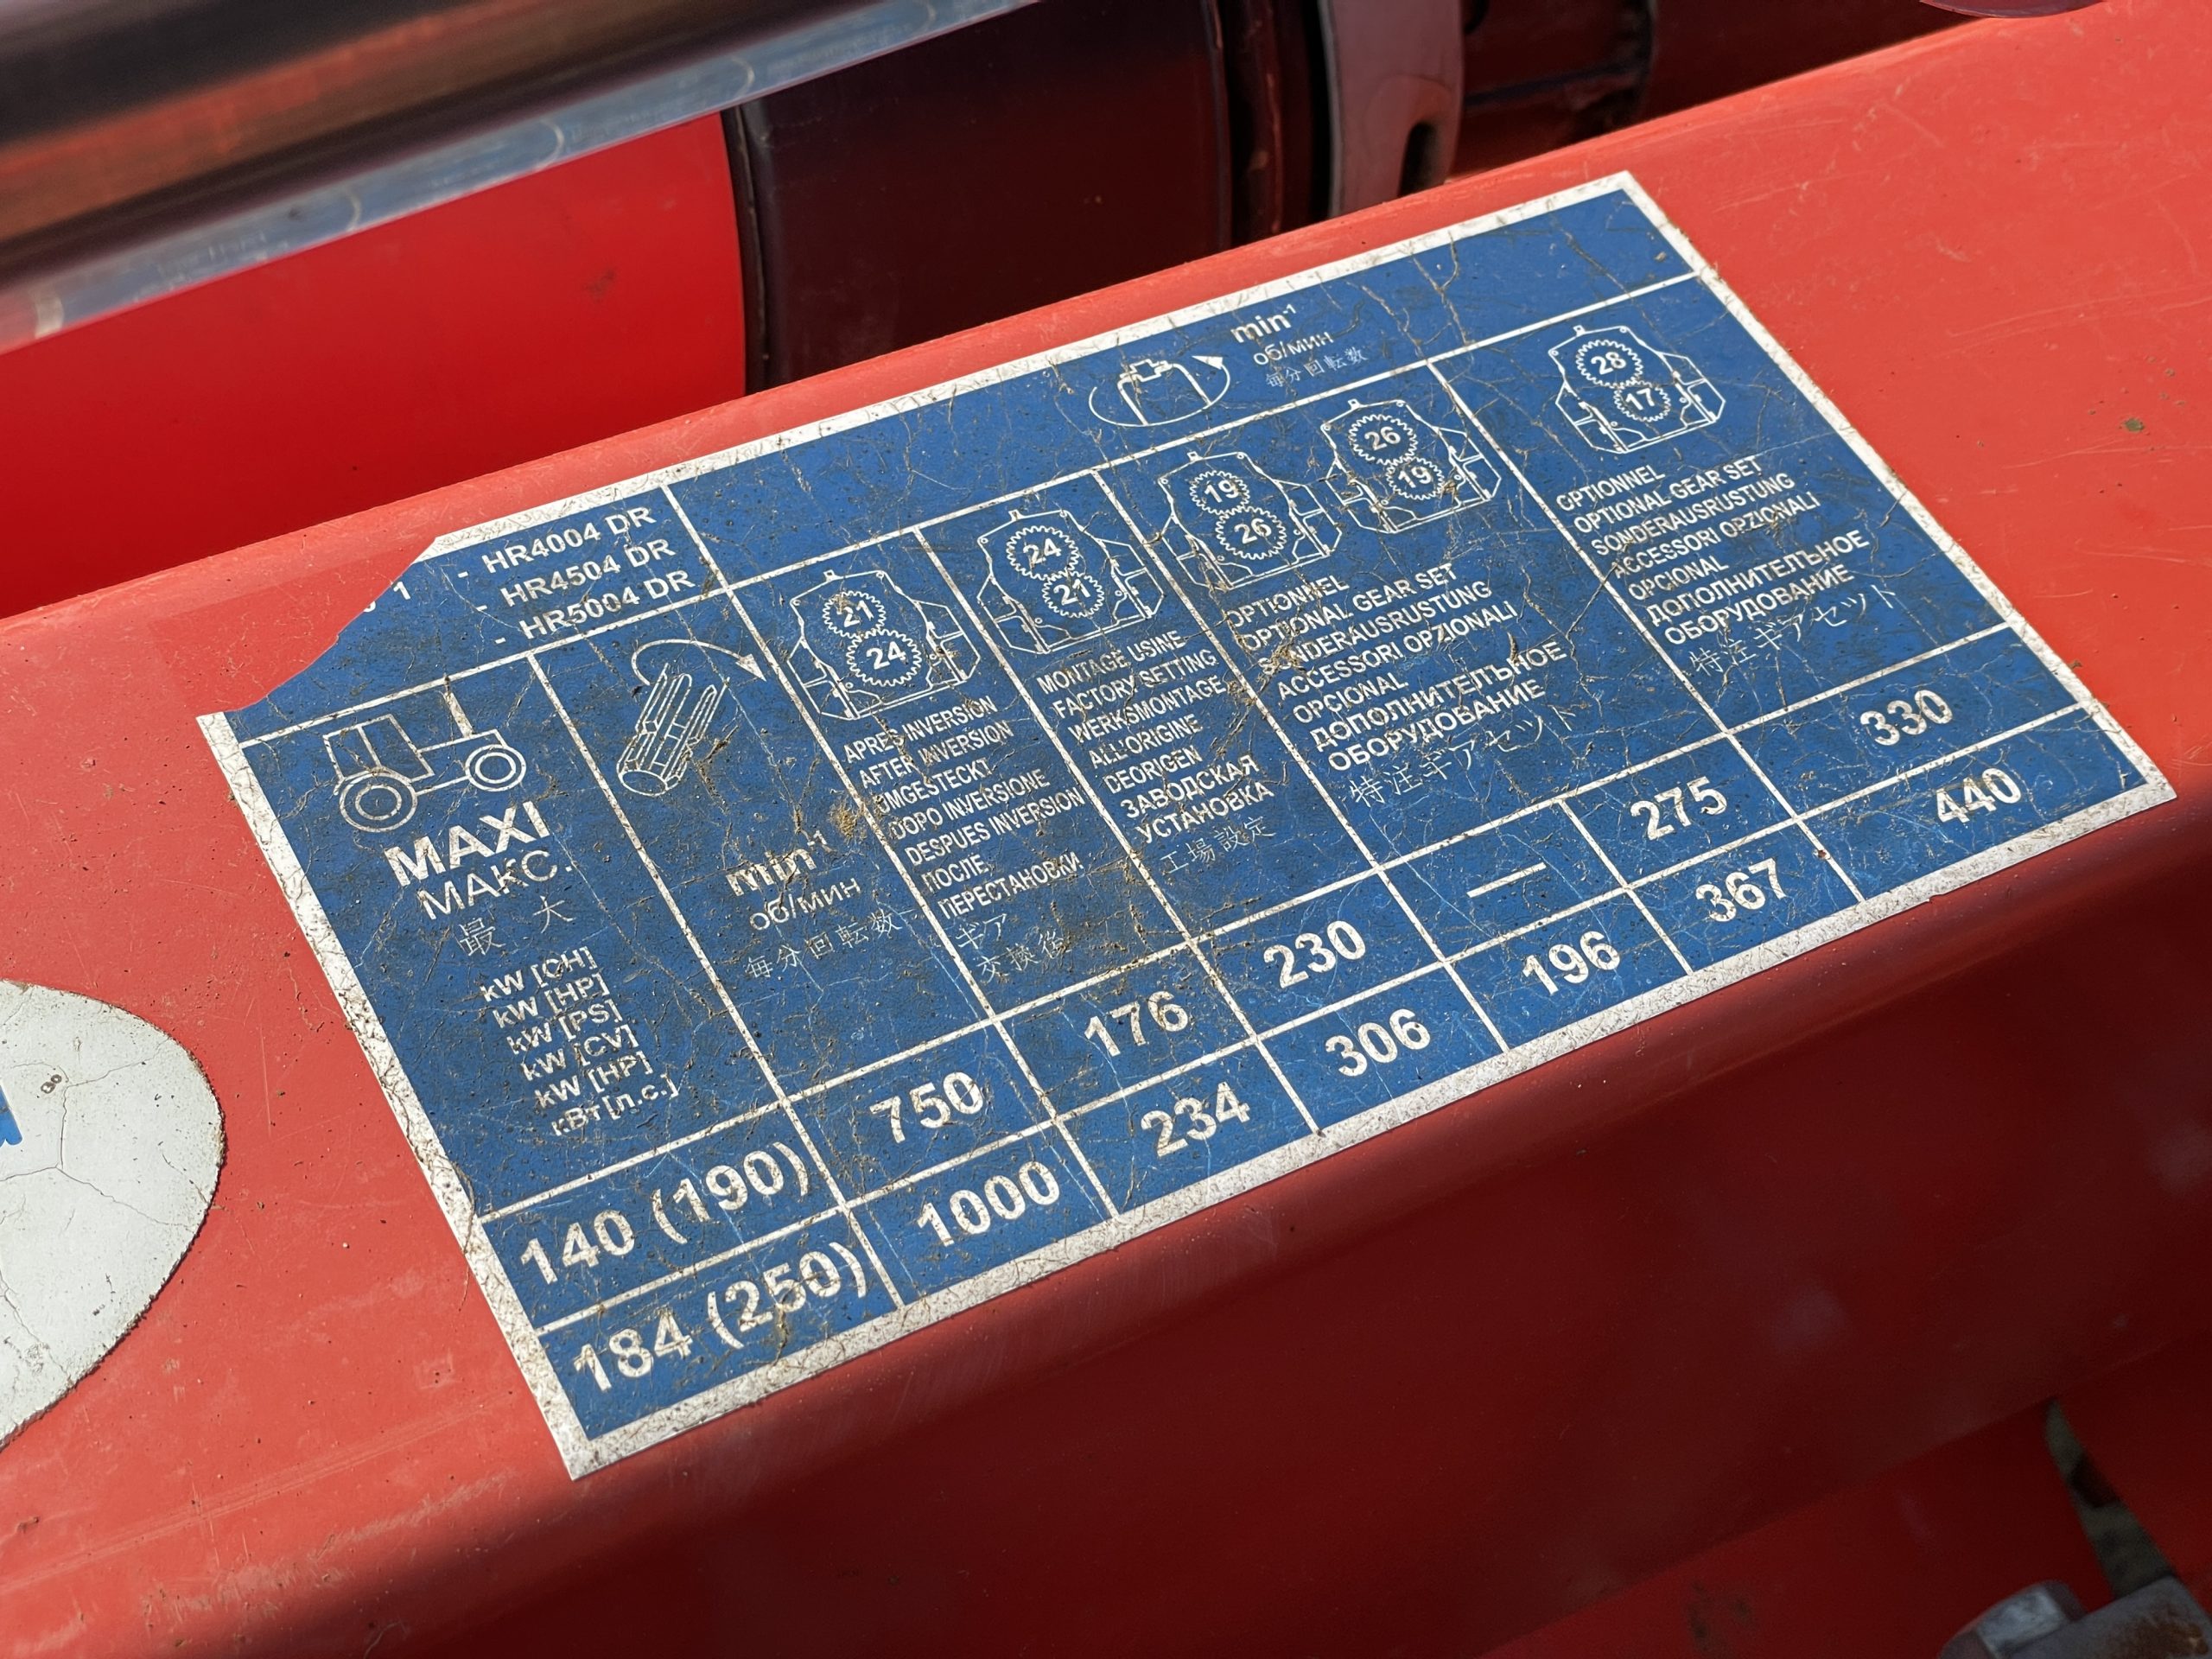 1 - HR4004 DR
- HR4504 DR
- HR5004 DR
min-1
об/мин
毎分回転数
MAXI
МАКС.
最 大
kW [CH]
kW [HP]
kW [PS]
kW [CV]
kW [HP]
кВт[л.с.]
min-1
об/мин
毎分回転数
21
24
APRES INVERSION
AFTER INVERSION
UMGESTECKT
DOPO INVERSIONE
DESPUES INVERSION
ПОСЛЕ
ПЕРЕСТАНОВКИ
ギア
交換後
24
21
MONTAGE USINE
FACTORY SETTING
WERKSMONTAGE
ALL'ORIGINE
DEORIGEN
ЗАВОДСКАЯ
УСТАНОВКА
工場設定
19
26
26
19
OPTIONNEL
OPTIONAL GEAR SET
SONDERAUSRUSTUNG
ACCESSORI OPZIONALI
OPCIONAL
ДОПОЛНИТЕЛЬНОЕ
ОБОРУДОВАНИЕ
特注ギアセット
28
17
OPTIONNEL
OPTIONAL GEAR SET
SONDERAUSRUSTUNG
ACCESSORI OPZIONALI
OPCIONAL
ДОПОЛНИТЕЛЬНОЕ
ОБОРУДОВАНИЕ
特注ギアセット
140 (190) 750 176 230 — 275 330
184 (250) 1000 234 306 196 367 440